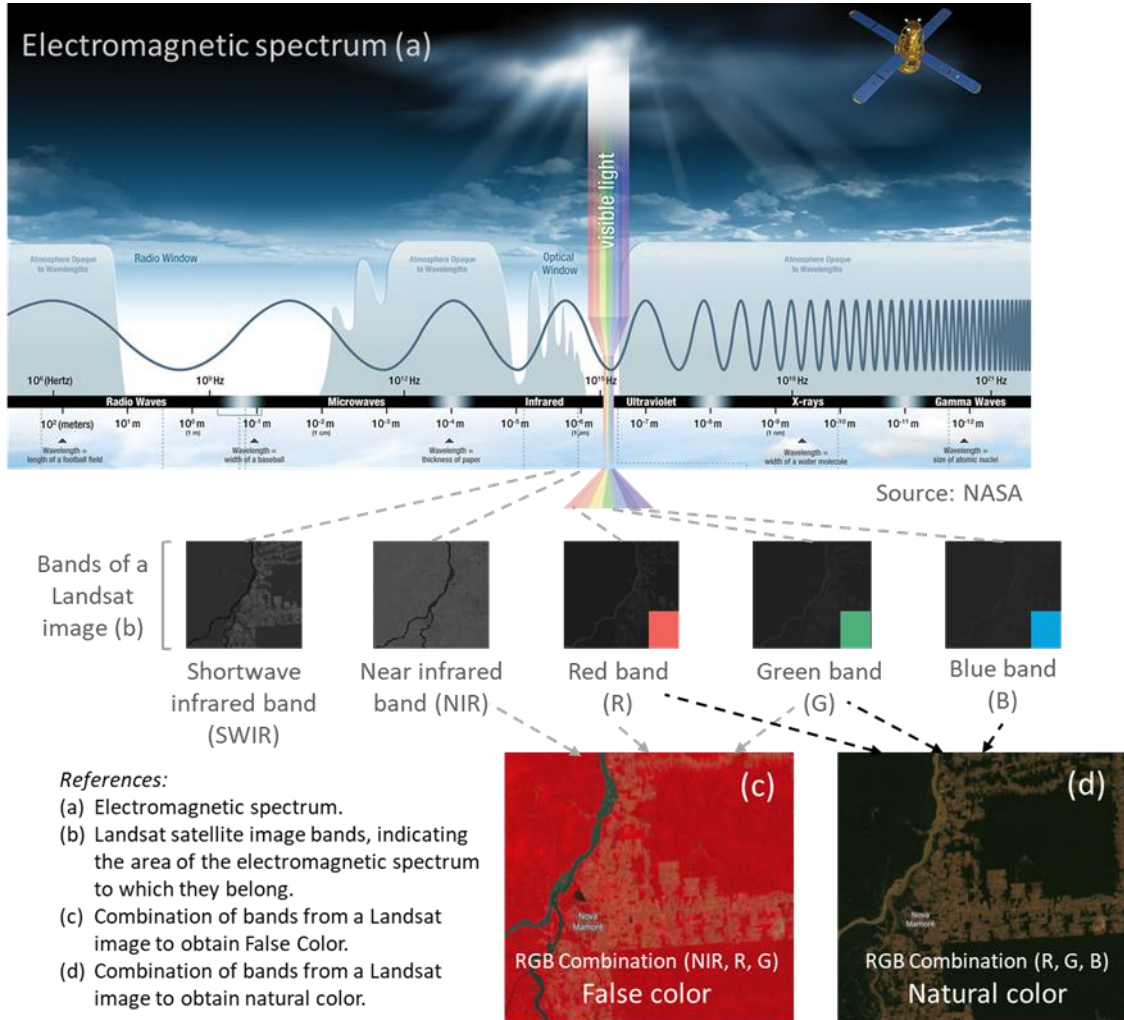 Electromagnetic spectrum (a)
visible light
Atmosphere Opaque
to Wavelengths
Radio Window
Atmosphere Opaque
to Wavelengths
Optical
Window
Atmosphere Opaque
to Wavelengths
10⁶ (Hertz)
10⁹ Hz
10¹² Hz
10¹⁵ Hz
10¹⁸ Hz
10²¹ Hz
Radio Waves
Microwaves
Infrared
Ultraviolet
X-rays
Gamma Waves
10² (meters)
10¹ m
10⁰ m
(1 m)
10⁻¹ m
10⁻² m
(1 cm)
10⁻³ m
10⁻⁴ m
10⁻⁵ m
10⁻⁶ m
(1 µm)
10⁻⁷ m
10⁻⁸ m
10⁻⁹ m
(1 nm)
10⁻¹⁰ m
10⁻¹¹ m
10⁻¹² m
Wavelength =
length of a football field
Wavelength =
width of a baseball
Wavelength =
thickness of paper
Wavelength =
width of a water molecule
Wavelength =
size of atomic nuclei
Source: NASA
Bands of a
Landsat
image (b)
Shortwave
infrared band
(SWIR)
Near infrared
band (NIR)
Red band
(R)
Green band
(G)
Blue band
(B)
References:
(a) Electromagnetic spectrum.
(b) Landsat satellite image bands, indicating
the area of the electromagnetic spectrum
to which they belong.
(c) Combination of bands from a Landsat
image to obtain False Color.
(d) Combination of bands from a Landsat
image to obtain natural color.
(c)
Nova
Mamoré
RGB Combination (NIR, R, G)
False color
(d)
Nova
Mamoré
RGB Combination (R, G, B)
Natural color